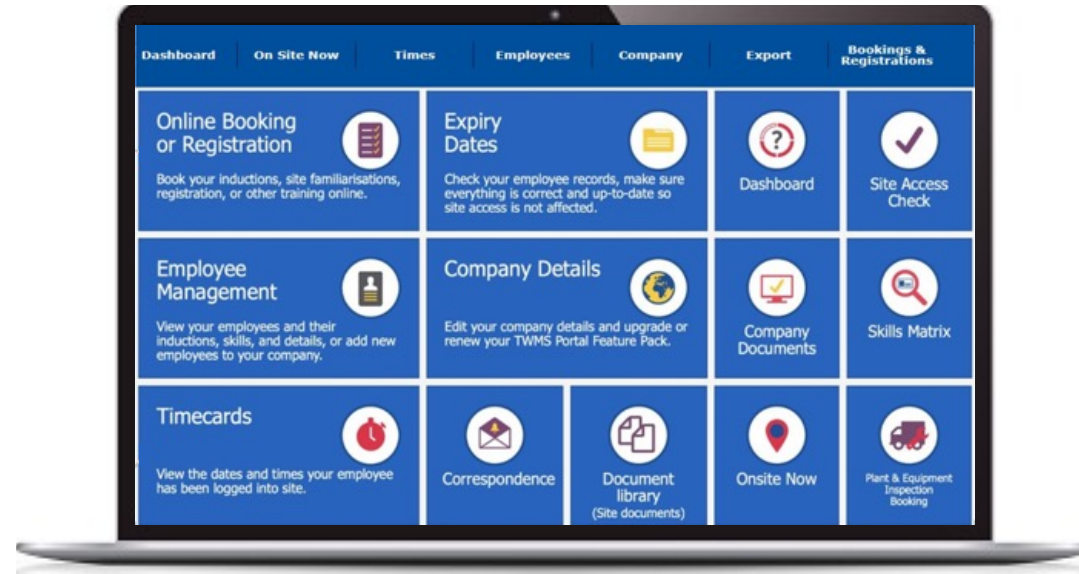 Dashboard
On Site Now
Times
Employees
Company
Export
Bookings &
Registrations
Online Booking
or Registration
Book your inductions, site familiarisations,
registration, or other training online.
Expiry
Dates
Check your employee records, make sure
everything is correct and up-to-date so
site access is not affected.
Dashboard
Site Access
Check
Employee
Management
View your employees and their
inductions, skills, and details, or add new
employees to your company.
Company Details
Edit your company details and upgrade or
renew your TWMS Portal Feature Pack.
Company
Documents
Skills Matrix
Timecards
View the dates and times your employee
has been logged into site.
Correspondence
Document
library
(Site documents)
Onsite Now
Plant & Equipment
Inspection
Booking